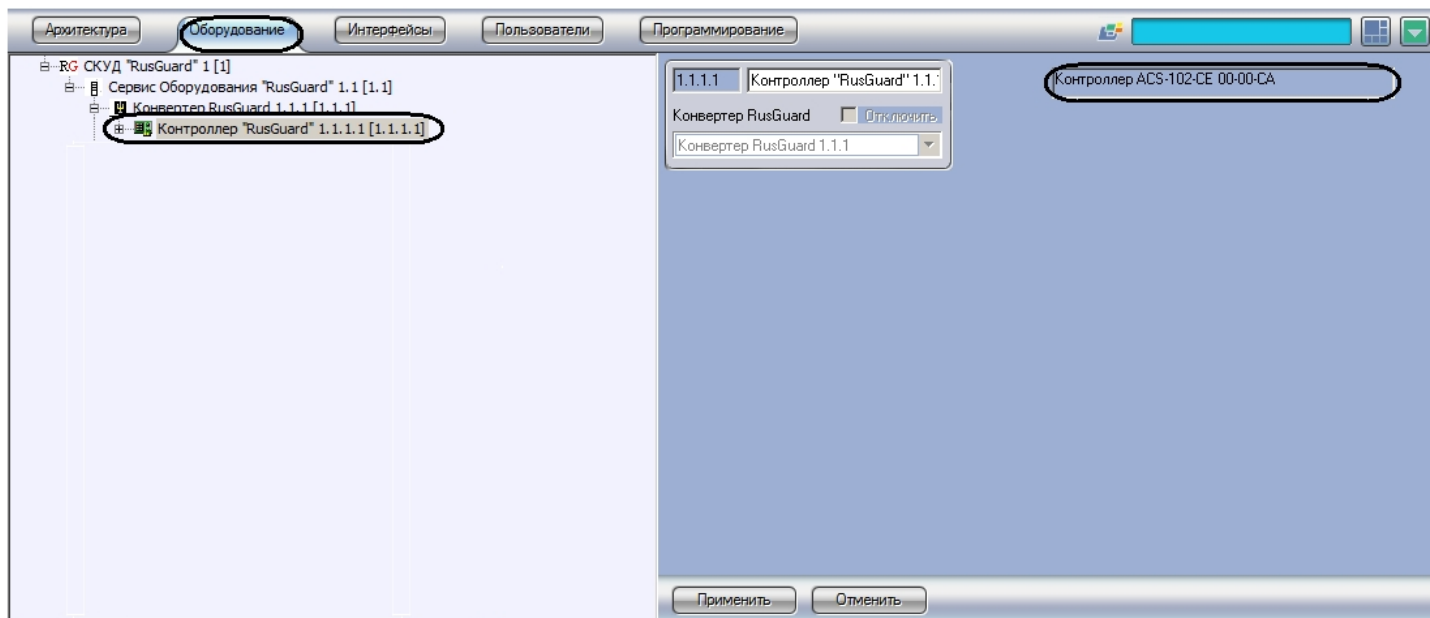 Архитектура Оборудование Интерфейсы Пользователи Программирование
RG СКУД "RusGuard" 1 [1]
Сервис Оборудования "RusGuard" 1.1 [1.1]
Конвертер RusGuard 1.1.1 [1.1.1]
Контроллер "RusGuard" 1.1.1.1 [1.1.1.1]
1.1.1.1 Контроллер "RusGuard" 1.1.
Конвертер RusGuard Отключить
Конвертер RusGuard 1.1.1
Контроллер ACS-102-CE 00-00-CA
Применить Отменить